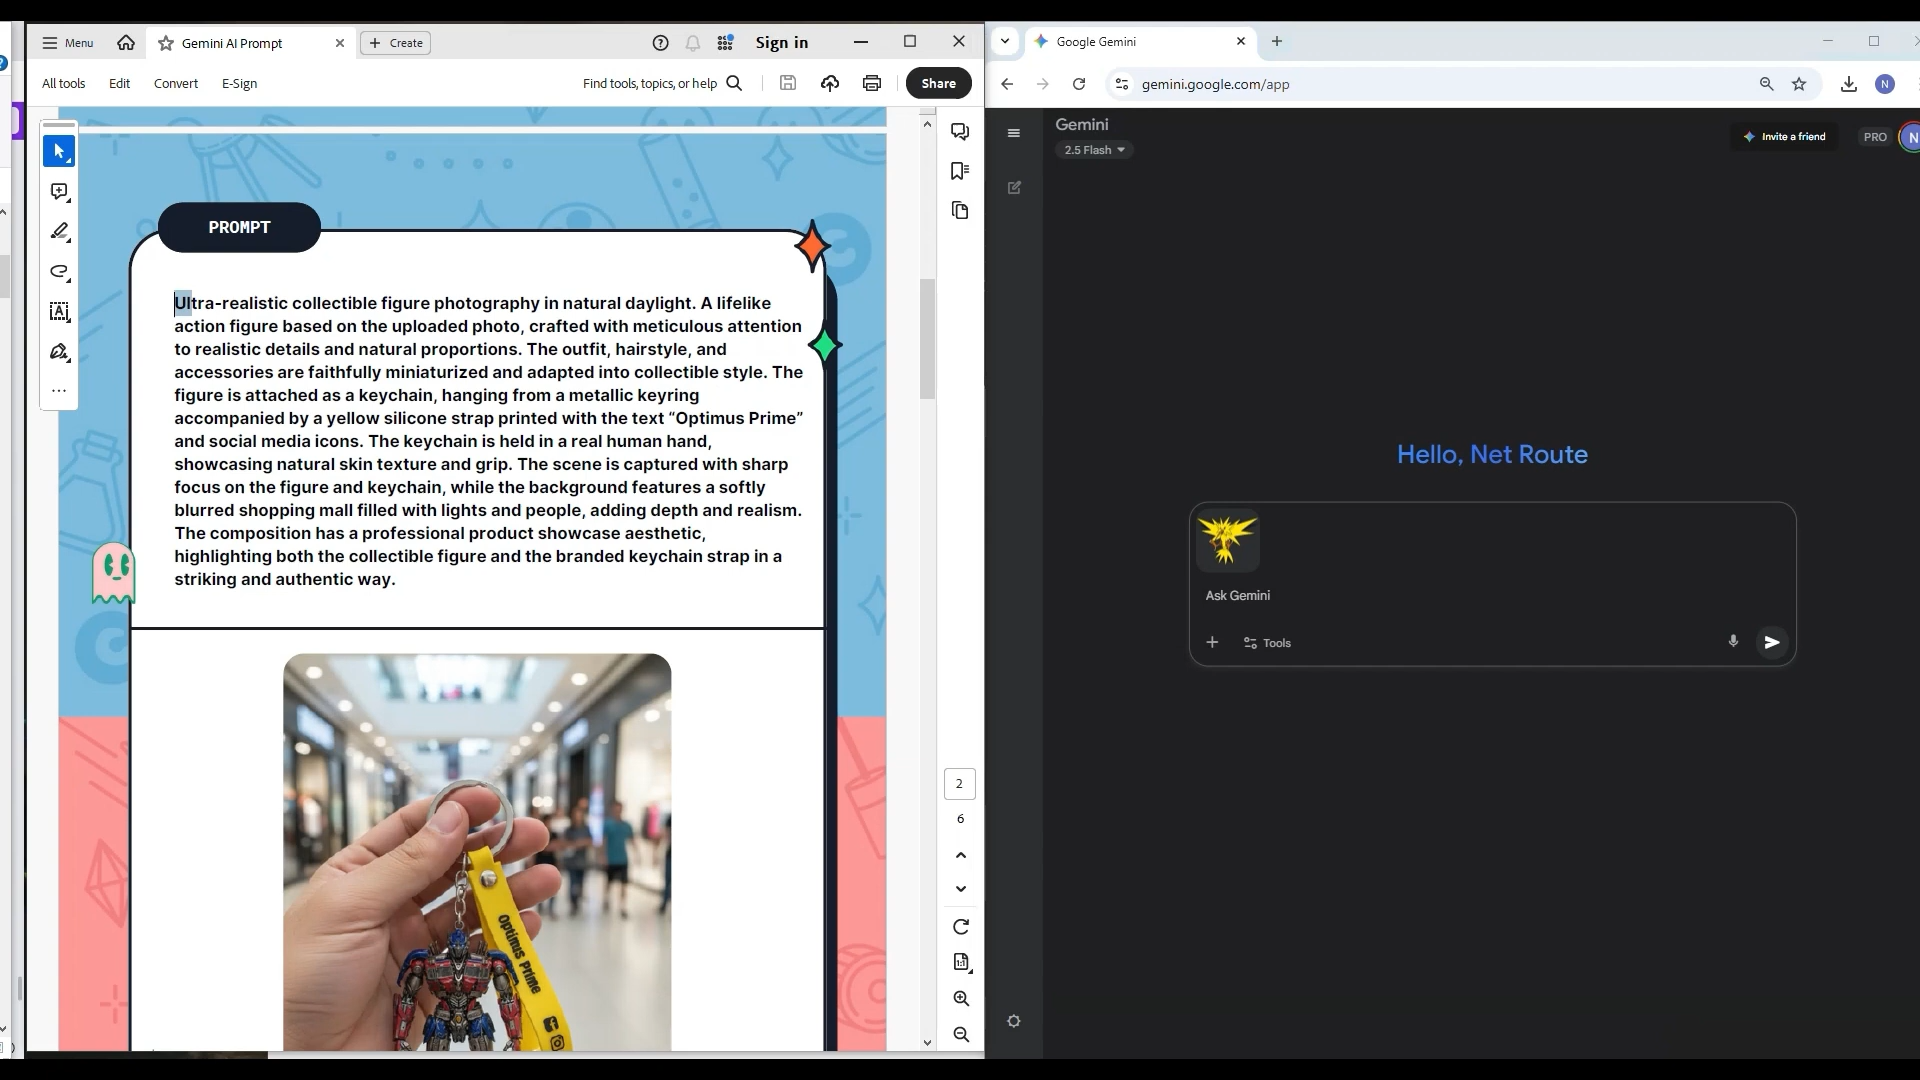 Menu
Gemini AI Prompt
Create
Sign in
All tools
Edit
Convert
E-Sign
Find tools, topics, or help
Share
PROMPT
Ultra-realistic collectible figure photography in natural daylight. A lifelike
action figure based on the uploaded photo, crafted with meticulous attention
to realistic details and natural proportions. The outfit, hairstyle, and
accessories are faithfully miniaturized and adapted into collectible style. The
figure is attached as a keychain, hanging from a metallic keyring
accompanied by a yellow silicone strap printed with the text “Optimus Prime”
and social media icons. The keychain is held in a real human hand,
showcasing natural skin texture and grip. The scene is captured with sharp
focus on the figure and keychain, while the background features a softly
blurred shopping mall filled with lights and people, adding depth and realism.
The composition has a professional product showcase aesthetic,
highlighting both the collectible figure and the branded keychain strap in a
striking and authentic way.
Optimus Prime
2
6
Google Gemini
gemini.google.com/app
N
Gemini
2.5 Flash
Invite a friend
PRO
N
Hello, Net Route
Ask Gemini
Tools